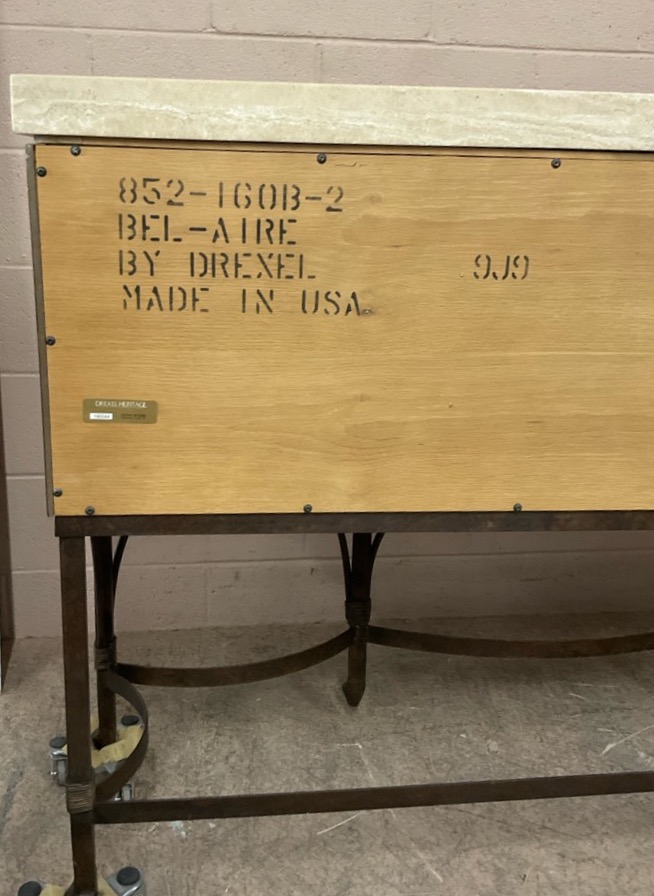 852-160B-2
BEL-AIRE
BY DREXEL 9J9
MADE IN USA
DREXEL HERITAGE